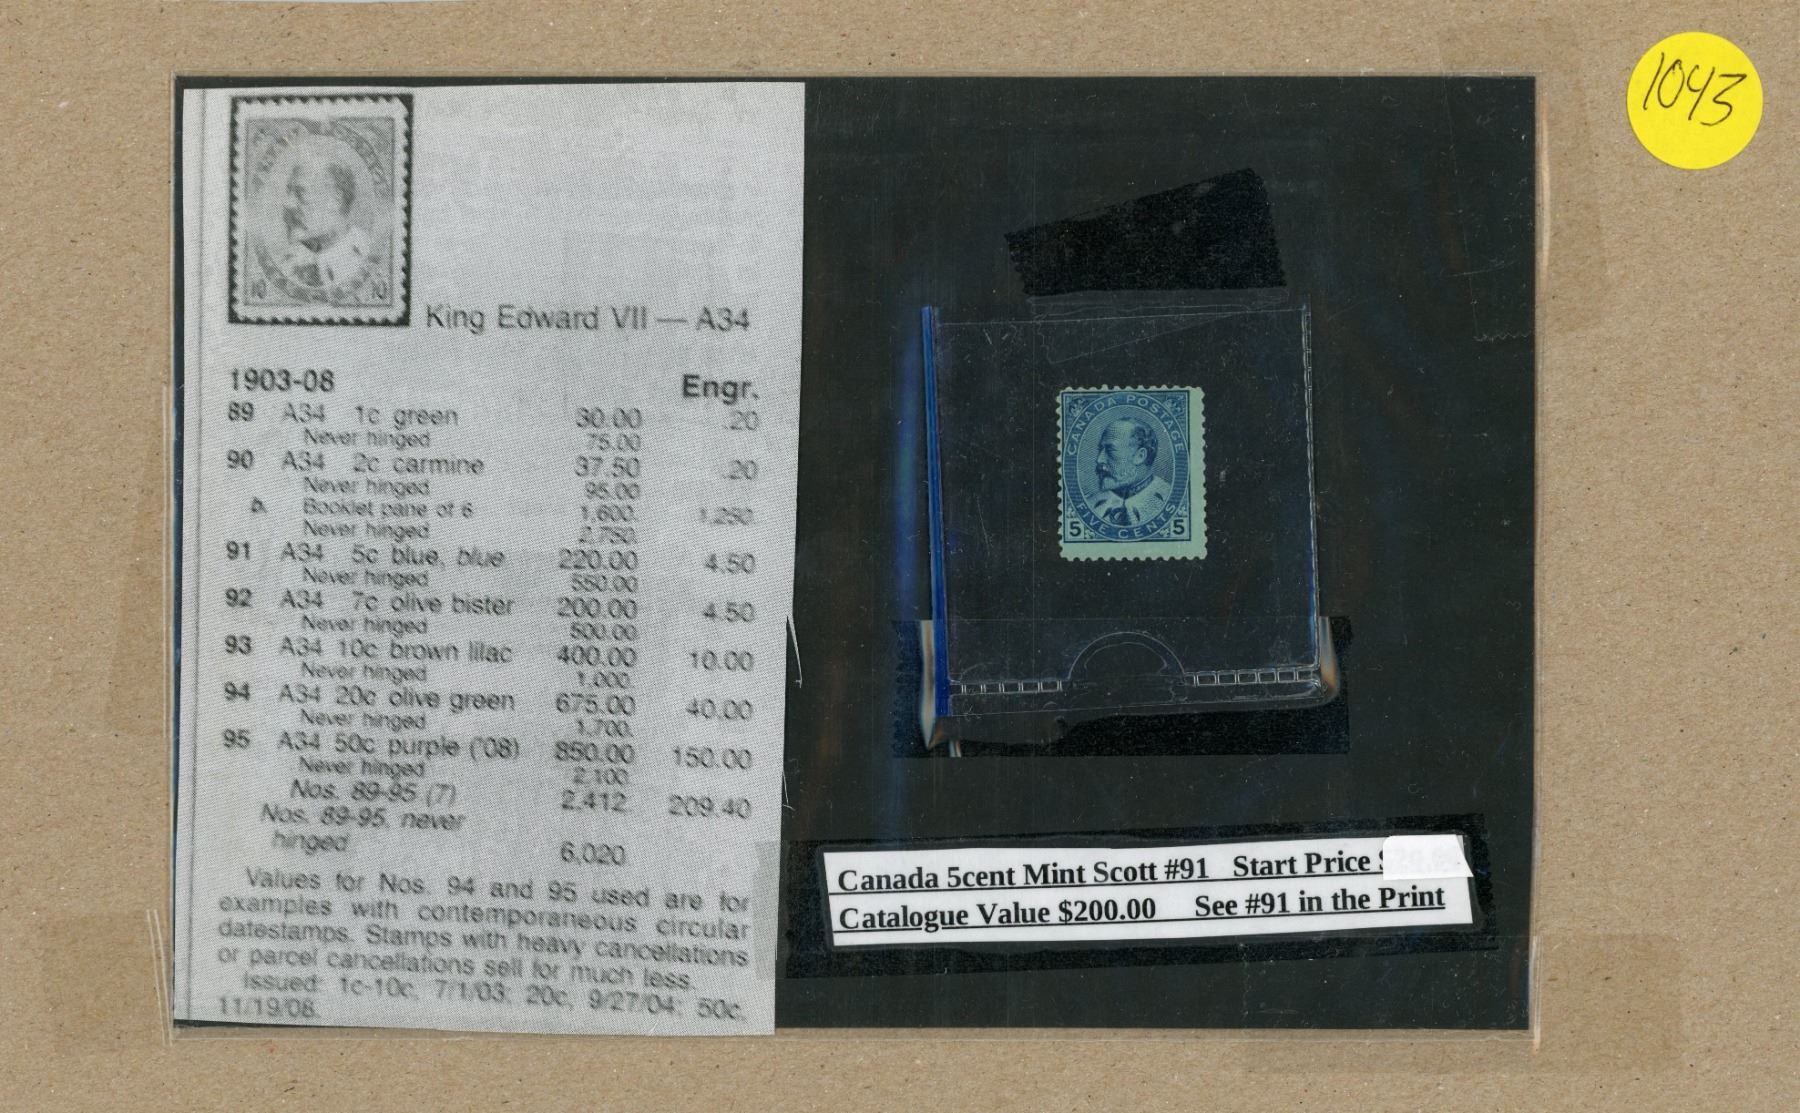 1043
10 10
King Edward VII — A34
1903-08 Engr.
89 A34 1c green 30.00 .20
Never hinged 75.00
90 A34 2c carmine 37.50 .20
Never hinged 95.00
b. Booklet pane of 6 1,600. 1,250.
Never hinged 2,750.
91 A34 5c blue, blue 220.00 4.50
Never hinged 550.00
92 A34 7c olive bister 200.00 4.50
Never hinged 500.00
93 A34 10c brown lilac 400.00 10.00
Never hinged 1,000.
94 A34 20c olive green 675.00 40.00
Never hinged 1,700.
95 A34 50c purple ('08) 850.00 150.00
Never hinged 2,100.
Nos. 89-95 (7) 2,412. 209.40
Nos. 89-95, never
hinged 6,020.
Values for Nos. 94 and 95 used are for
examples with contemporaneous circular
datestamps. Stamps with heavy cancellations
or parcel cancellations sell for much less.
Issued: 1c-10c, 7/1/03; 20c, 9/27/04; 50c,
11/19/08.
CANADA POSTAGE
FIVE CENTS
5 5
Canada 5cent Mint Scott #91 Start Price $
Catalogue Value $200.00 See #91 in the Print